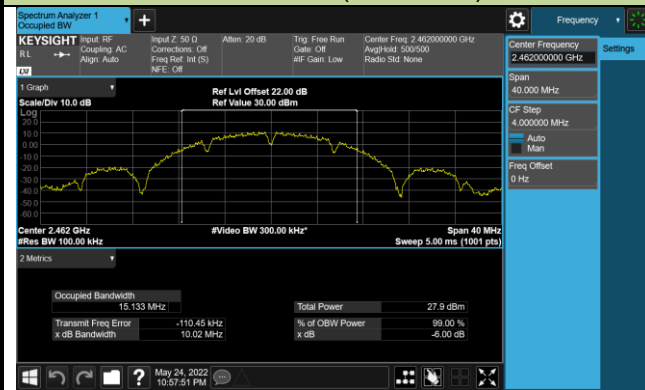 Spectrum Analyzer 1
Occupied BW
Frequency
KEYSIGHT
R L
Input: RF
Coupling: AC
Align: Auto
Input Z: 50 Ω
Corrections: Off
Freq Ref: Int (S)
NFE: Off
Atten: 20 dB
Trig: Free Run
Gate: Off
#IF Gain: Low
Center Freq: 2.462000000 GHz
Avg|Hold: 500/500
Radio Std: None
Center Frequency
2.462000000 GHz
Settings
Span
40.000 MHz
CF Step
4.000000 MHz
Auto
Man
Freq Offset
0 Hz
1 Graph
Scale/Div 10.0 dB
Ref Lvl Offset 22.00 dB
Ref Value 30.00 dBm
Log
20.0
10.0
0.00
-10.0
-20.0
-30.0
-40.0
-50.0
-60.0
Center 2.462 GHz
#Res BW 100.00 kHz
#Video BW 300.00 kHz*
Span 40 MHz
Sweep 5.00 ms (1001 pts)
2 Metrics
Occupied Bandwidth
15.133 MHz
Total Power 27.9 dBm
Transmit Freq Error -110.45 kHz
% of OBW Power 99.00 %
x dB Bandwidth 10.02 MHz
x dB -6.00 dB
May 24, 2022
10:57:51 PM